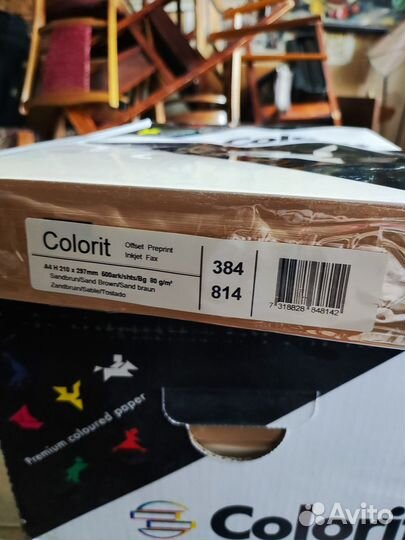 Colorit
Colorit Offset Preprint
Inkjet Fax
A4 H 210 x 297mm 500ark/shts/Bg 80 g/m²
Sandbrun/Sand Brown/Sand braun
Zandbruin/Sable/Tostado
384
814
7 318828 848142
Premium coloured paper
Colorit
Avito